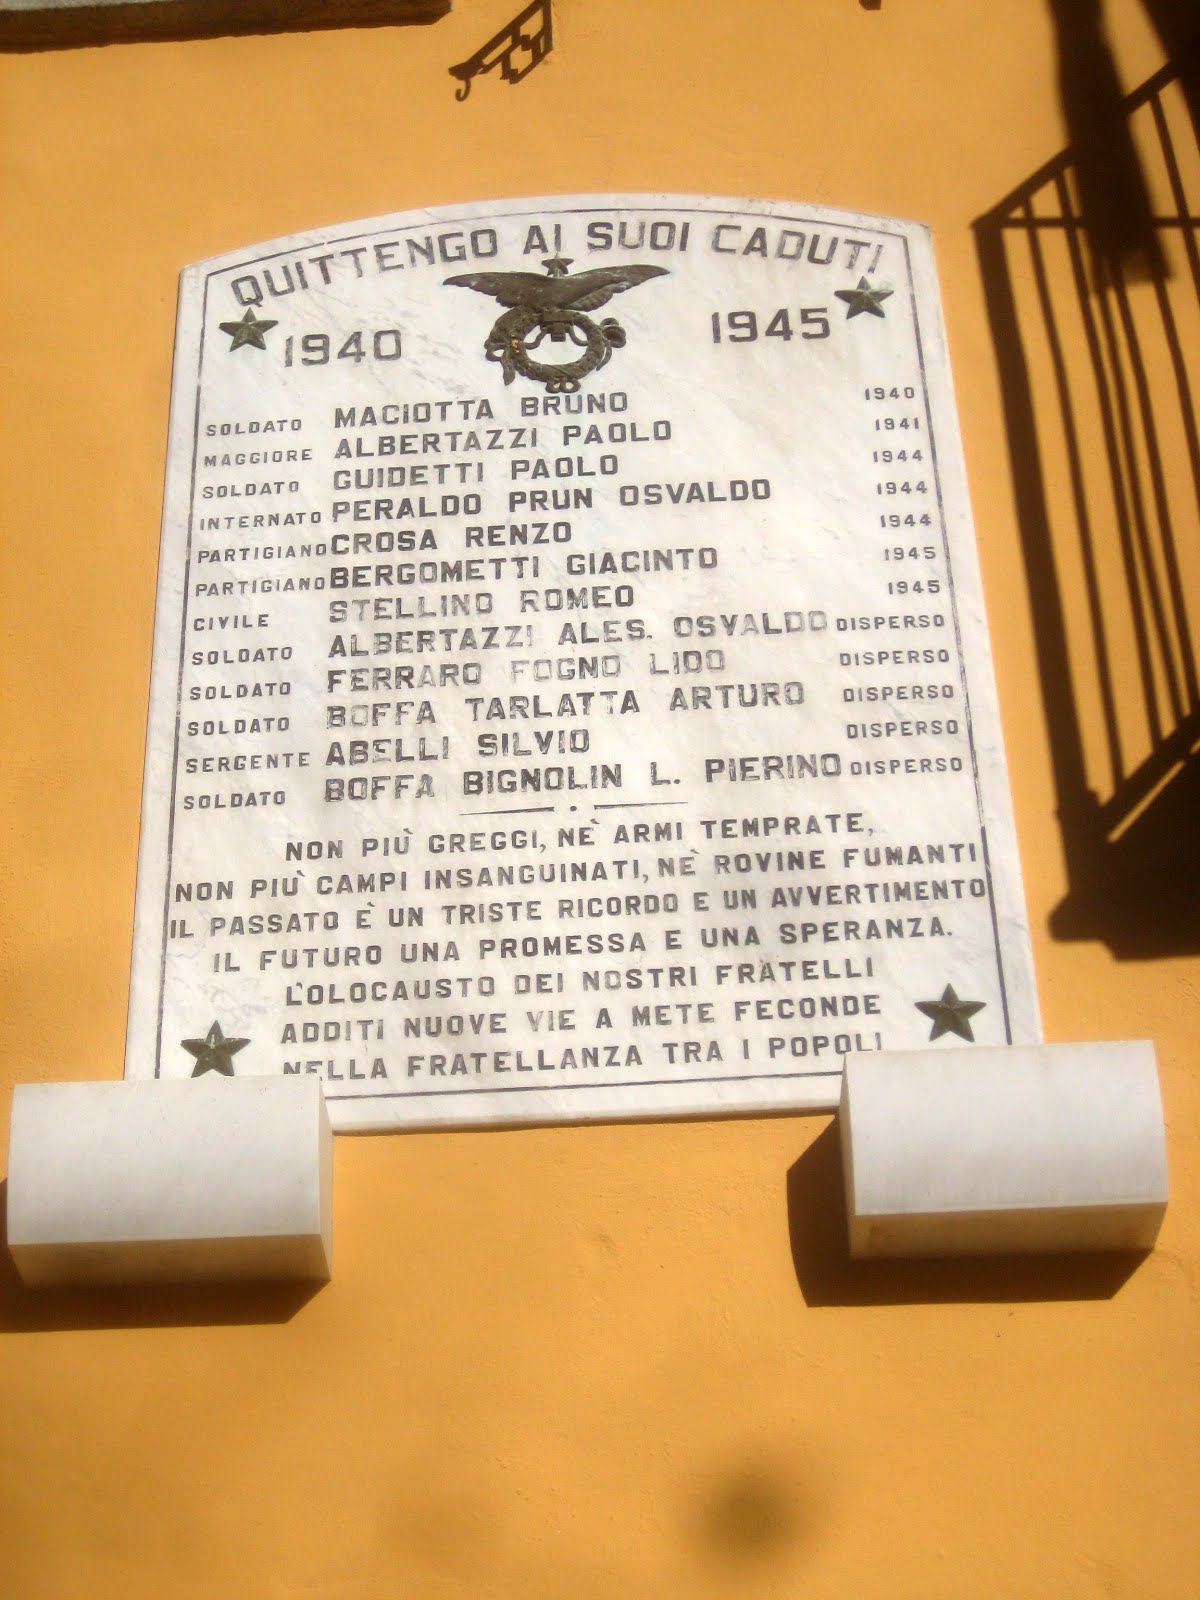 QUITTENGO AI SUOI CADUTI
1940 1945
SOLDATO MACIOTTA BRUNO 1940
MAGGIORE ALBERTAZZI PAOLO 1941
SOLDATO GUIDETTI PAOLO 1944
INTERNATO PERALDO PRUN OSVALDO 1944
PARTIGIANO CROSA RENZO 1944
PARTIGIANO BERGOMETTI GIACINTO 1945
CIVILE STELLINO ROMEO 1945
SOLDATO ALBERTAZZI ALES. OSVALDO DISPERSO
SOLDATO FERRARO FOGNO LIDO DISPERSO
SOLDATO BOFFA TARLATTA ARTURO DISPERSO
SERGENTE ABELLI SILVIO DISPERSO
SOLDATO BOFFA BIGNOLIN L. PIERINO DISPERSO
NON PIÙ GREGGI, NÈ ARMI TEMPRATE,
NON PIÙ CAMPI INSANGUINATI, NÈ ROVINE FUMANTI
IL PASSATO È UN TRISTE RICORDO E UN AVVERTIMENTO
IL FUTURO UNA PROMESSA E UNA SPERANZA.
L'OLOCAUSTO DEI NOSTRI FRATELLI
ADDITI NUOVE VIE A METE FECONDE
NELLA FRATELLANZA TRA I POPOLI